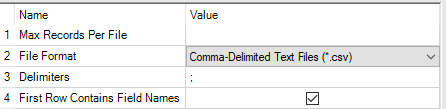 Name Value
1 Max Records Per File
2 File Format Comma-Delimited Text Files (*.csv)
3 Delimiters ;
4 First Row Contains Field Names